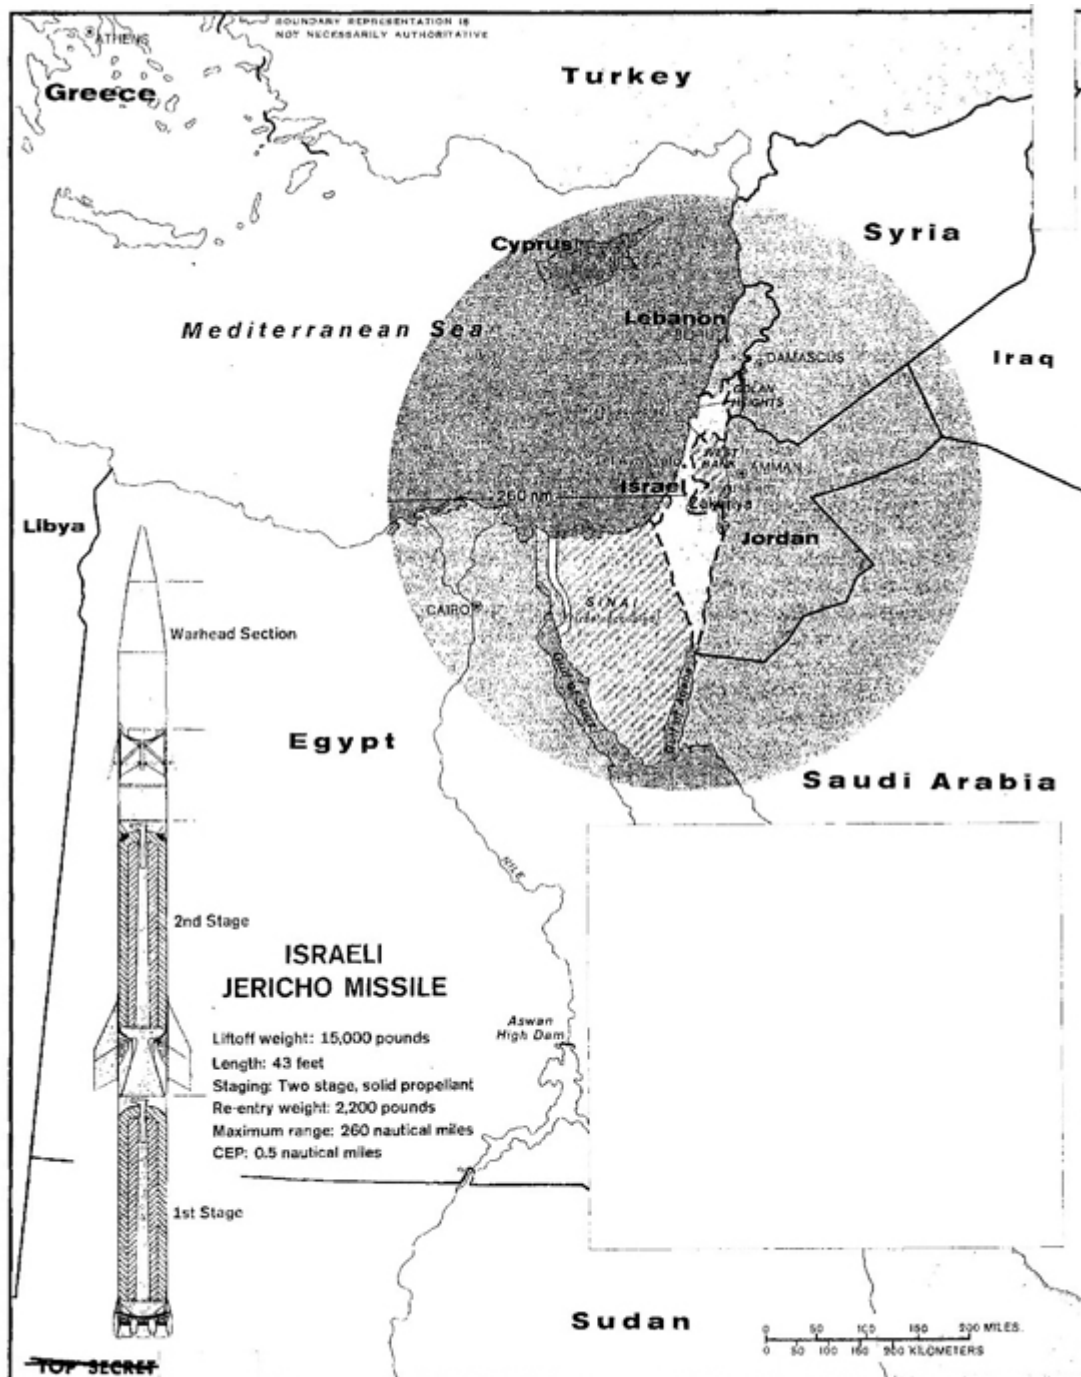 BOUNDARY REPRESENTATION IS
NOT NECESSARILY AUTHORITATIVE
ATHENS
Greece
Turkey
Cyprus
Syria
Mediterranean Sea
Lebanon
DAMASCUS
Iraq
GOLAN
HEIGHTS
WEST
BANK
AMMAN
260 nm
Israel
Libya
Jordan
CAIRO
SINAI
Warhead Section
Gulf of Suez
Egypt
Saudi Arabia
NILE
2nd Stage
ISRAELI
JERICHO MISSILE
Aswan
High Dam
Liftoff weight: 15,000 pounds
Length: 43 feet
Staging: Two stage, solid propellant
Re-entry weight: 2,200 pounds
Maximum range: 260 nautical miles
CEP: 0.5 nautical miles
1st Stage
Sudan
0 50 100 150 200 MILES
0 50 100 150 200 KILOMETERS
TOP SECRET